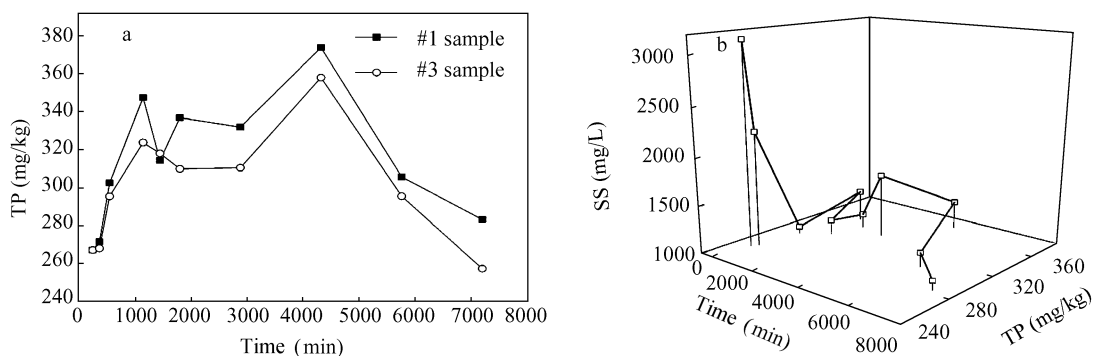 a
#1 sample
#3 sample
TP (mg/kg)
380
360
340
320
300
280
260
240
0 1000 2000 3000 4000 5000 6000 7000 8000
Time (min)
b
SS (mg/L)
3000
2500
2000
1500
1000
0 2000 4000 6000 8000
Time (min)
240 280 320 360
TP (mg/kg)